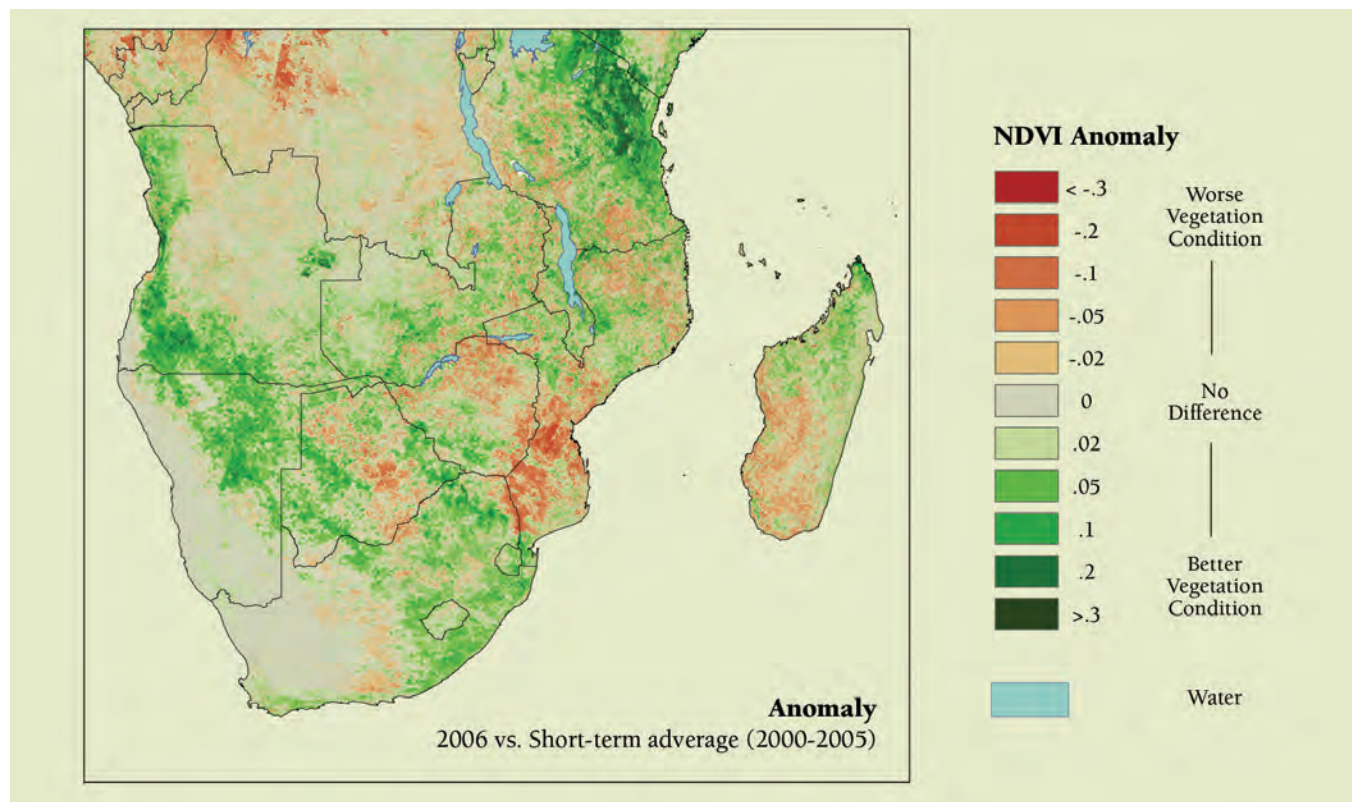 NDVI Anomaly
< -.3
-.2
-.1
-.05
-.02
0
.02
.05
.1
.2
>.3
Worse
Vegetation
Condition
No
Difference
Better
Vegetation
Condition
Water
Anomaly
2006 vs. Short-term adverage (2000-2005)